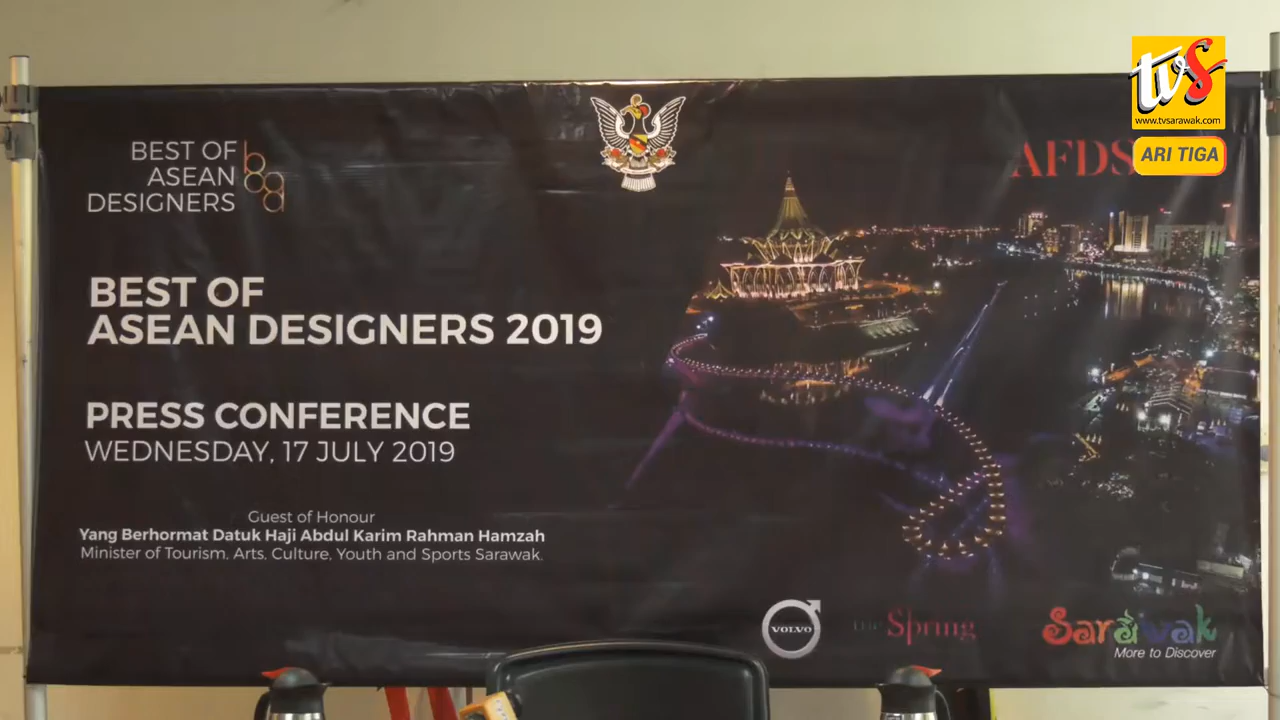 tvS
www.tvsarawak.com
ARI TIGA
BEST OF
ASEAN
DESIGNERS
boad
AFDS
BEST OF
ASEAN DESIGNERS 2019
PRESS CONFERENCE
WEDNESDAY, 17 JULY 2019
Guest of Honour
Yang Berhormat Datuk Haji Abdul Karim Rahman Hamzah
Minister of Tourism, Arts, Culture, Youth and Sports Sarawak.
VOLVO
the Spring
Sarawak
More to Discover